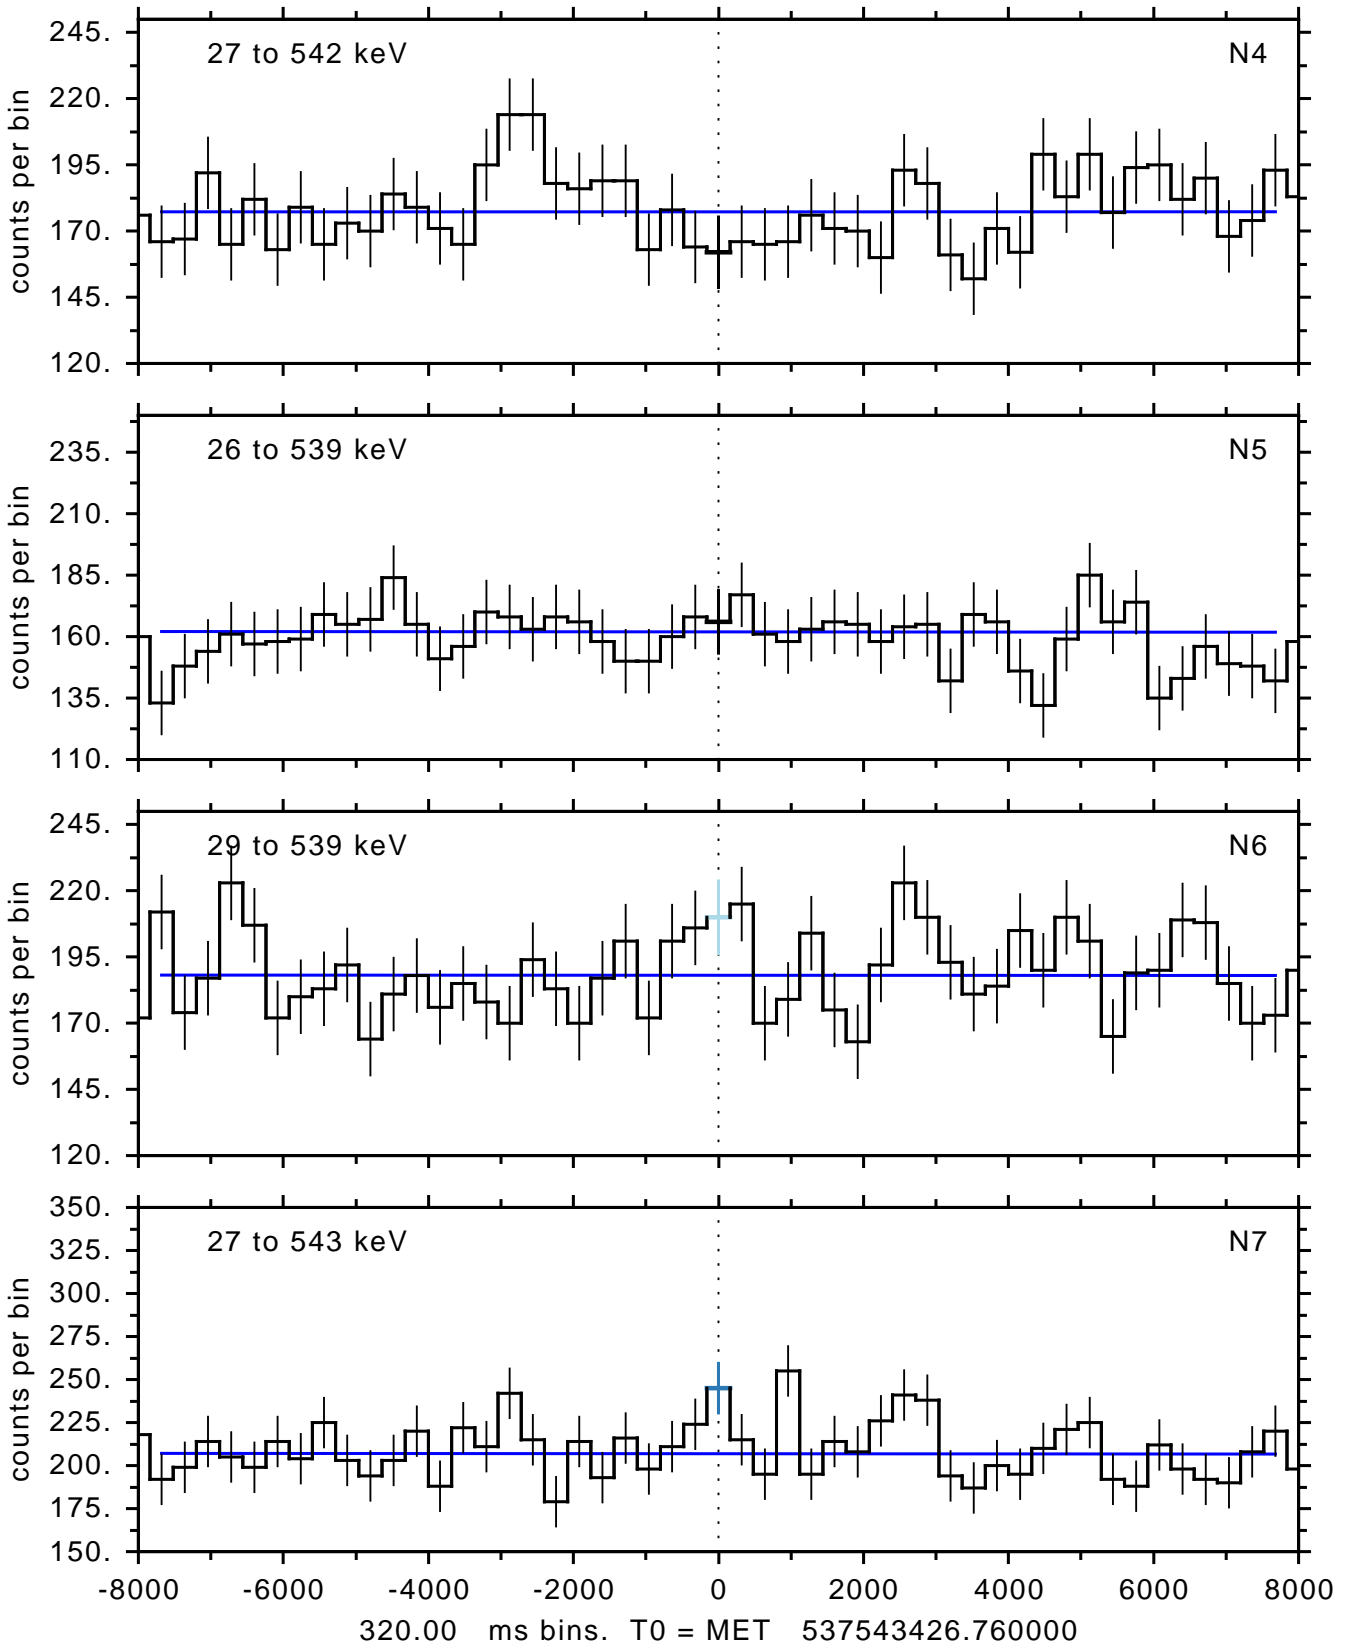 27 to 542 keV N4
245.
220.
195.
170.
145.
120.
counts per bin
26 to 539 keV N5
235.
210.
185.
160.
135.
110.
counts per bin
29 to 539 keV N6
245.
220.
195.
170.
145.
120.
counts per bin
27 to 543 keV N7
350.
325.
300.
275.
250.
225.
200.
175.
150.
counts per bin
-8000 -6000 -4000 -2000 0 2000 4000 6000 8000
320.00 ms bins. T0 = MET 537543426.760000